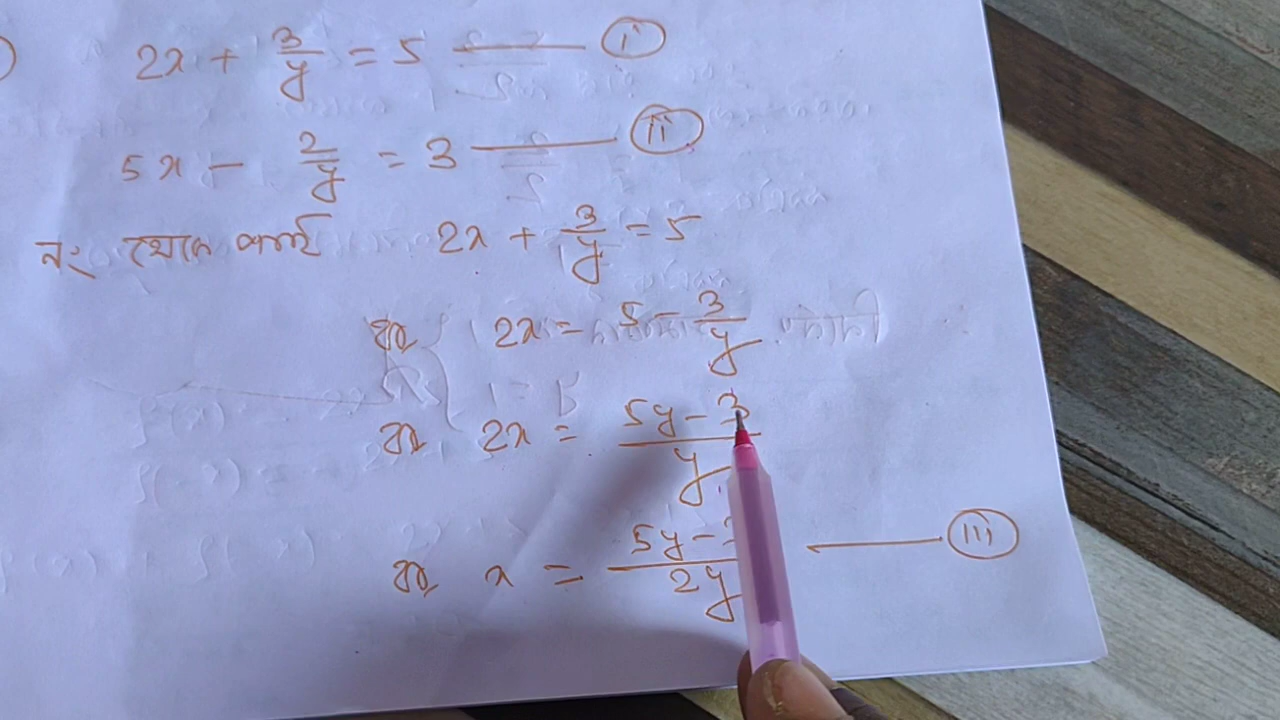 2x + 3/y = 5 —— (i)
5x - 2/y = 3 —— (ii)
নং থেকে পাই 2x + 3/y = 5
বা 2x = 5 - 3/y
বা 2x = (5y - 3)/y
বা x = (5y - 3)/2y —— (iii)